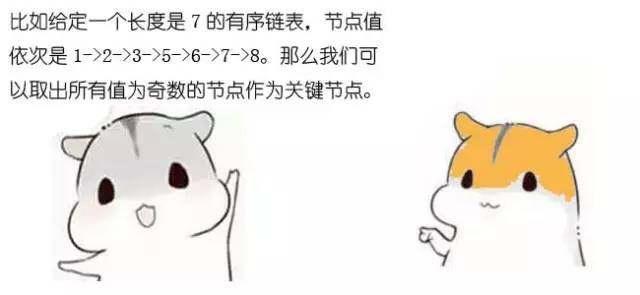 比如给定一个长度是 7 的有序链表，节点值
依次是 1->2->3->5->6->7->8。那么我们可
以取出所有值为奇数的节点作为关键节点。